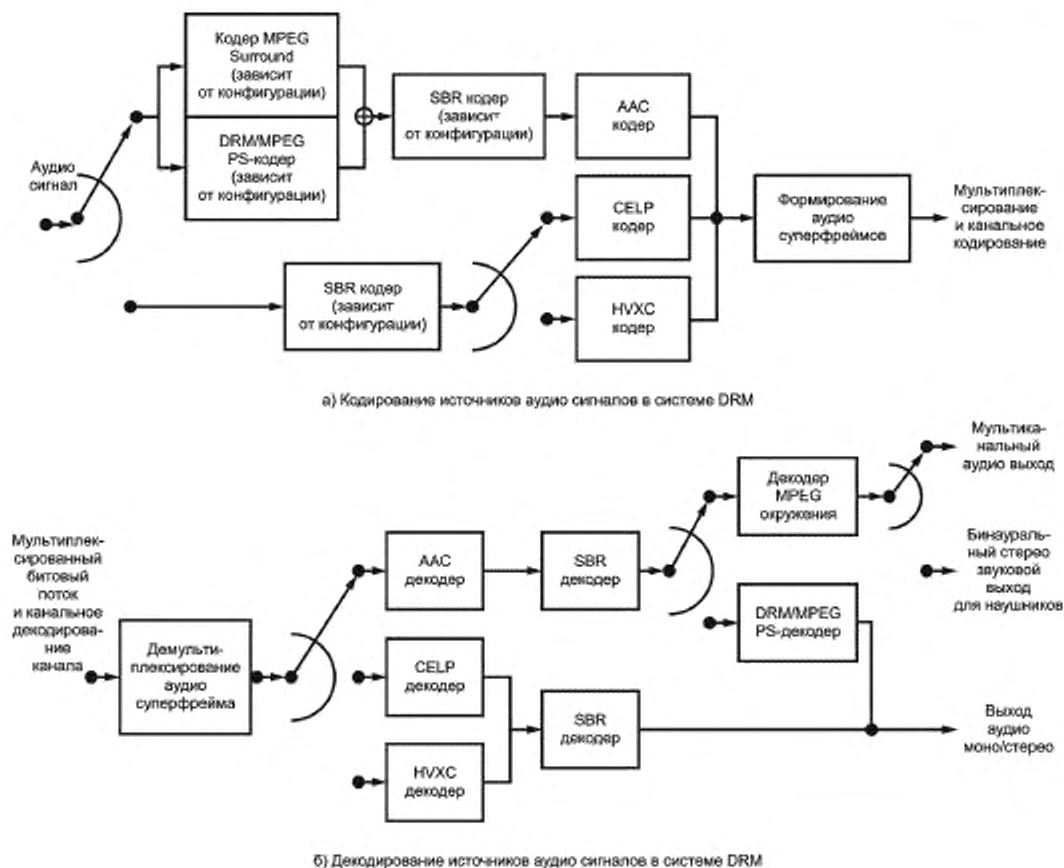 Кодер MPEG
Surround
(зависит
от конфигурации)
DRM/MPEG
PS-кодер
(зависит
от конфигурации)
SBR кодер
(зависит
от конфигурации)
AAC
кодер
Аудио
сигнал
CELP
кодер
Формирование
аудио
суперфреймов
Мультиплек-
сирование
и канальное
кодирование
SBR кодер
(зависит
от конфигурации)
HVXC
кодер
а) Кодирование источников аудио сигналов в системе DRM
Мультика-
нальный
аудио выход
Декодер
MPEG
окружения
Мультиплек-
сированный
битовый
поток
и канальное
декодирова-
ние
канала
AAC
декодер
SBR
декодер
Бинаураль-
ный стерео
звуковой
выход
для наушников
DRM/MPEG
PS-декодер
Демульти-
плексирование
аудио
суперфрейма
CELP
декодер
SBR
декодер
Выход
аудио
моно/стерео
HVXC
декодер
б) Декодирование источников аудио сигналов в системе DRM